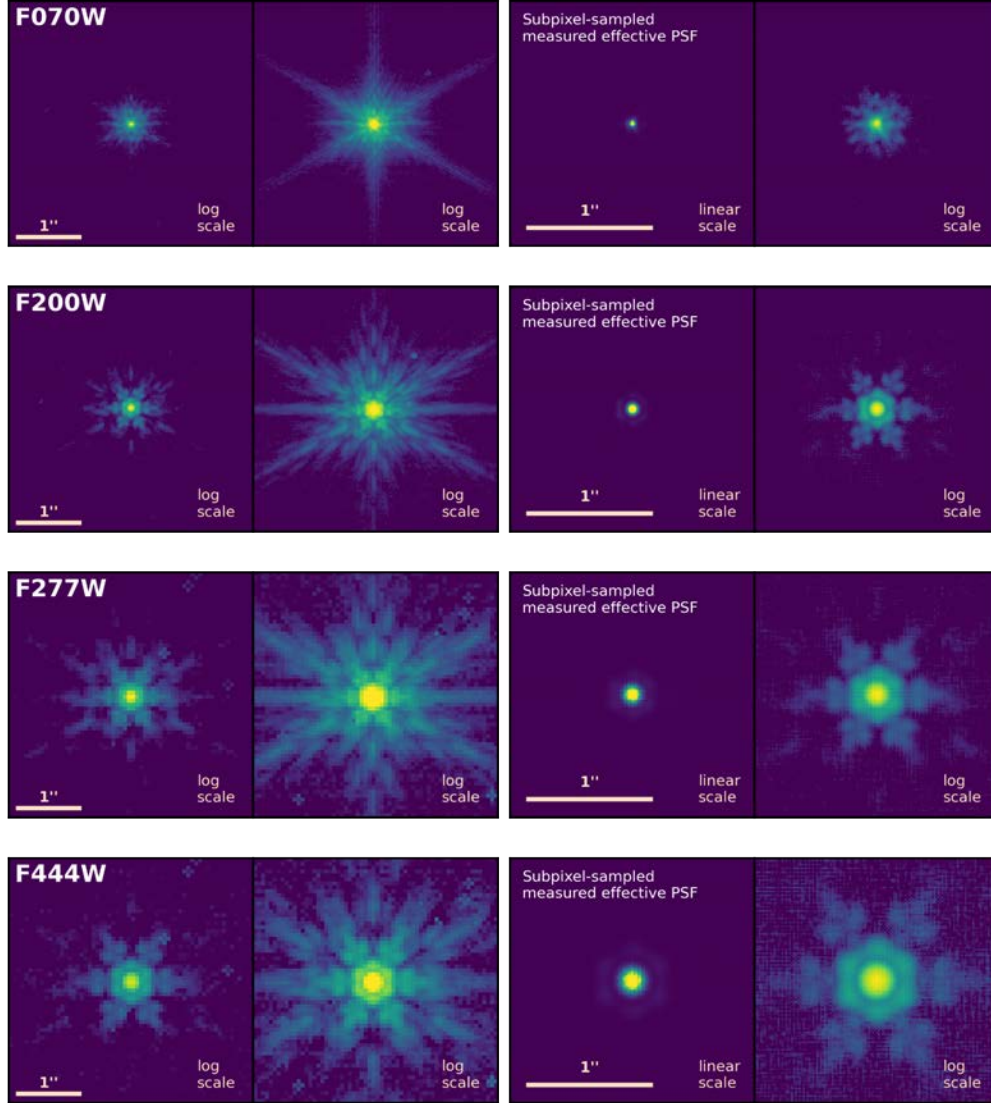 F070W
1''
log
scale
log
scale
Subpixel-sampled
measured effective PSF
1''
linear
scale
log
scale
F200W
1''
log
scale
log
scale
Subpixel-sampled
measured effective PSF
1''
linear
scale
log
scale
F277W
1''
log
scale
log
scale
Subpixel-sampled
measured effective PSF
1''
linear
scale
log
scale
F444W
1''
log
scale
log
scale
Subpixel-sampled
measured effective PSF
1''
linear
scale
log
scale